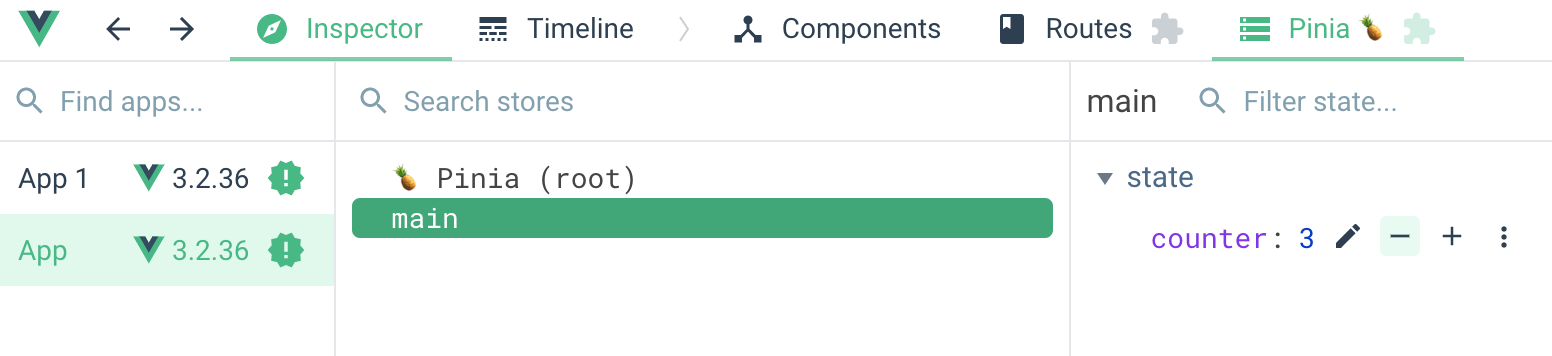 Inspector Timeline Components Routes Pinia 🍍
Find apps... Search stores main Filter state...
App 1 3.2.36 🍍 Pinia (root) state
main
App 3.2.36 counter: 3